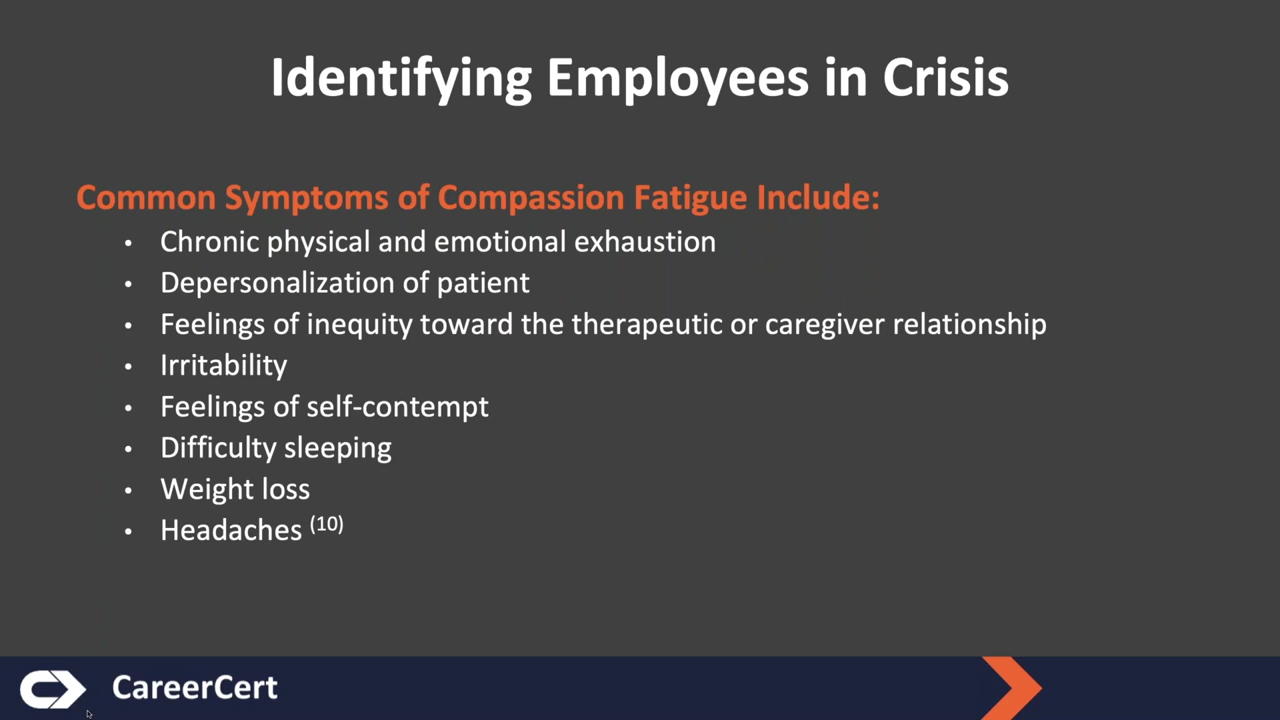 Identifying Employees in Crisis
Common Symptoms of Compassion Fatigue Include:
• Chronic physical and emotional exhaustion
• Depersonalization of patient
• Feelings of inequity toward the therapeutic or caregiver relationship
• Irritability
• Feelings of self-contempt
• Difficulty sleeping
• Weight loss
• Headaches (10)
CareerCert